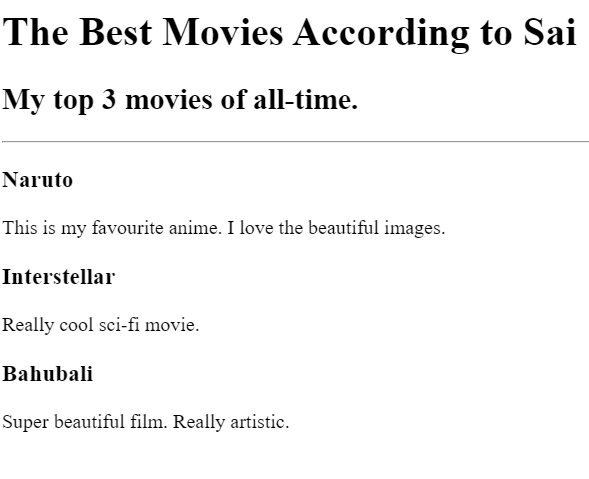 The Best Movies According to Sai
My top 3 movies of all-time.
Naruto
This is my favourite anime. I love the beautiful images.
Interstellar
Really cool sci-fi movie.
Bahubali
Super beautiful film. Really artistic.